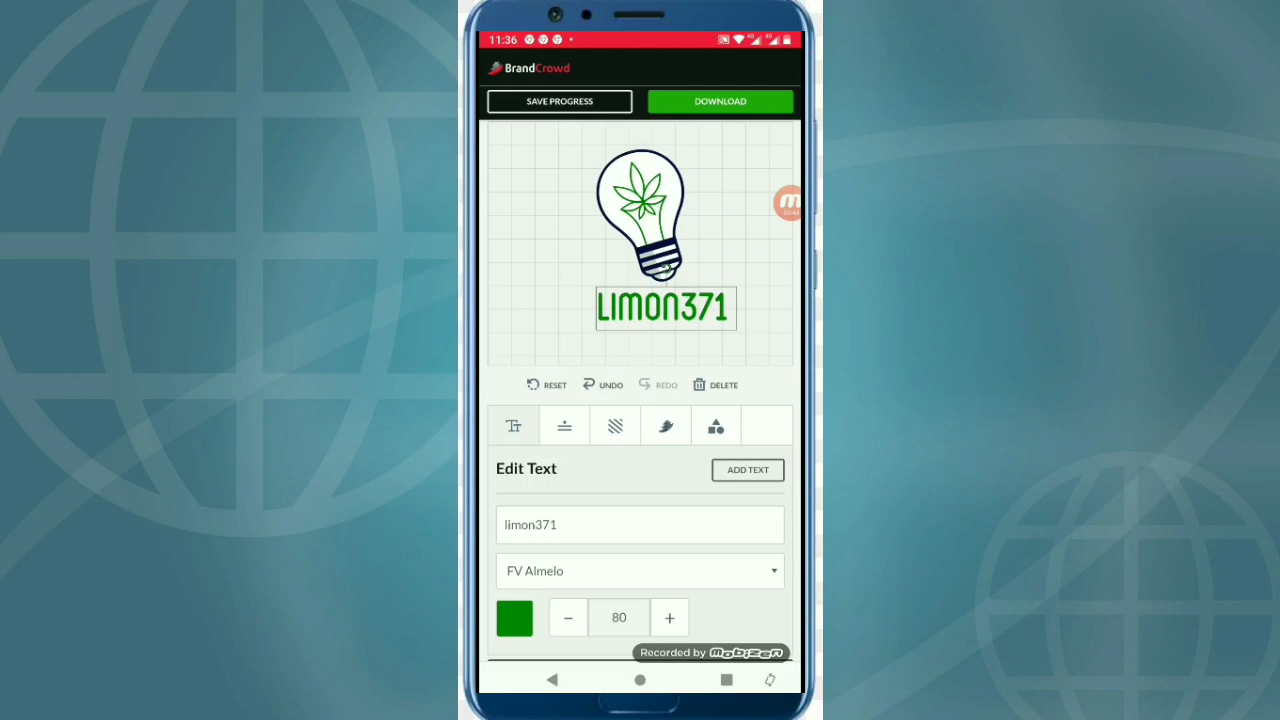 11:36
BrandCrowd
SAVE PROGRESS
DOWNLOAD
LIMON371
RESET
UNDO
REDO
DELETE
Edit Text
ADD TEXT
limon371
FV Almelo
− 80 +
Recorded by mobizen